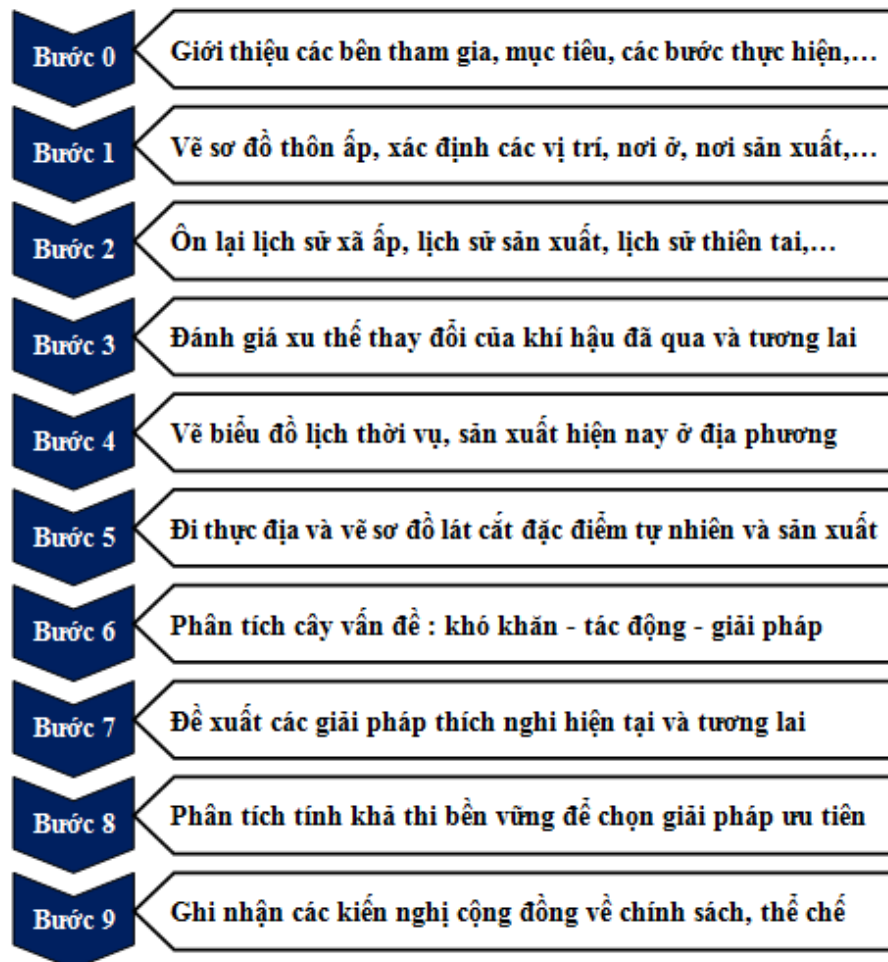 Bước 0
Giới thiệu các bên tham gia, mục tiêu, các bước thực hiện,…
Bước 1
Vẽ sơ đồ thôn ấp, xác định các vị trí, nơi ở, nơi sản xuất,…
Bước 2
Ôn lại lịch sử xã ấp, lịch sử sản xuất, lịch sử thiên tai,…
Bước 3
Đánh giá xu thế thay đổi của khí hậu đã qua và tương lai
Bước 4
Vẽ biểu đồ lịch thời vụ, sản xuất hiện nay ở địa phương
Bước 5
Đi thực địa và vẽ sơ đồ lát cắt đặc điểm tự nhiên và sản xuất
Bước 6
Phân tích cây vấn đề : khó khăn - tác động - giải pháp
Bước 7
Đề xuất các giải pháp thích nghi hiện tại và tương lai
Bước 8
Phân tích tính khả thi bền vững để chọn giải pháp ưu tiên
Bước 9
Ghi nhận các kiến nghị cộng đồng về chính sách, thể chế